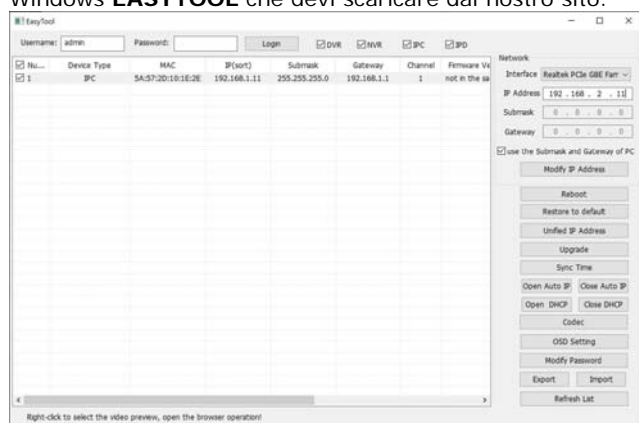 Windows EASYTOOL che devi scaricare dal nostro sito.
EasyTool
Username: admin Password: Login DVR NVR IPC IPD
Nu... Device Type MAC IP(sort) Submask Gateway Channel Firmware Ve
1 IPC 5A:57:2D:10:1E:2E 192.168.1.11 255.255.255.0 192.168.1.1 1 not in the sa
Network
Interface Realtek PCIe GBE Farr
IP Address 192 . 168 . 2 . 11
Submask 0 . 0 . 0 . 0
Gateway 0 . 0 . 0 . 0
use the Submask and Gateway of PC
Modify IP Address
Reboot
Restore to default
Unified IP Address
Upgrade
Sync Time
Open Auto IP Close Auto IP
Open DHCP Close DHCP
Codec
OSD Setting
Modify Password
Export Import
Refresh List
Right-click to select the video preview, open the browser operation!